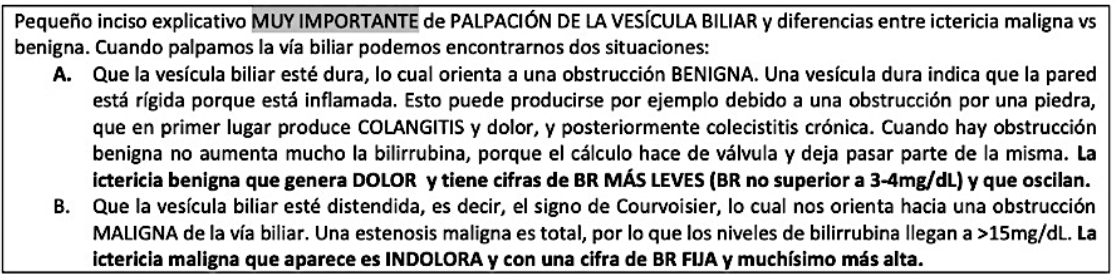 Pequeño inciso explicativo MUY IMPORTANTE de PALPACIÓN DE LA VESÍCULA BILIAR y diferencias entre ictericia maligna vs
benigna. Cuando palpamos la vía biliar podemos encontrarnos dos situaciones:
A. Que la vesícula biliar esté dura, lo cual orienta a una obstrucción BENIGNA. Una vesícula dura indica que la pared
está rígida porque está inflamada. Esto puede producirse por ejemplo debido a una obstrucción por una piedra,
que en primer lugar produce COLANGITIS y dolor, y posteriormente colecistitis crónica. Cuando hay obstrucción
benigna no aumenta mucho la bilirrubina, porque el cálculo hace de válvula y deja pasar parte de la misma. La
ictericia benigna que genera DOLOR y tiene cifras de BR MÁS LEVES (BR no superior a 3-4mg/dL) y que oscilan.
B. Que la vesícula biliar esté distendida, es decir, el signo de Courvoisier, lo cual nos orienta hacia una obstrucción
MALIGNA de la vía biliar. Una estenosis maligna es total, por lo que los niveles de bilirrubina llegan a >15mg/dL. La
ictericia maligna que aparece es INDOLORA y con una cifra de BR FIJA y muchísimo más alta.